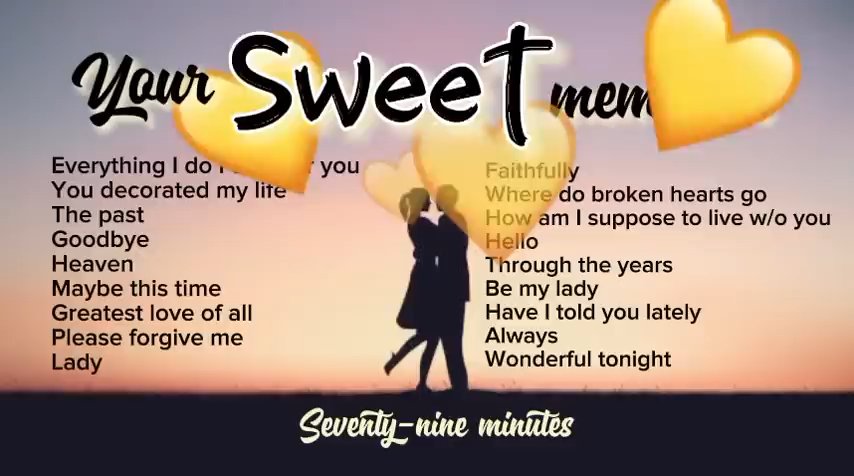 Your Sweet mem
Everything I do I you
You decorated my life
The past
Goodbye
Heaven
Maybe this time
Greatest love of all
Please forgive me
Lady
Faithfully
Where do broken hearts go
How am I suppose to live w/o you
Hello
Through the years
Be my lady
Have I told you lately
Always
Wonderful tonight
Seventy-nine minutes